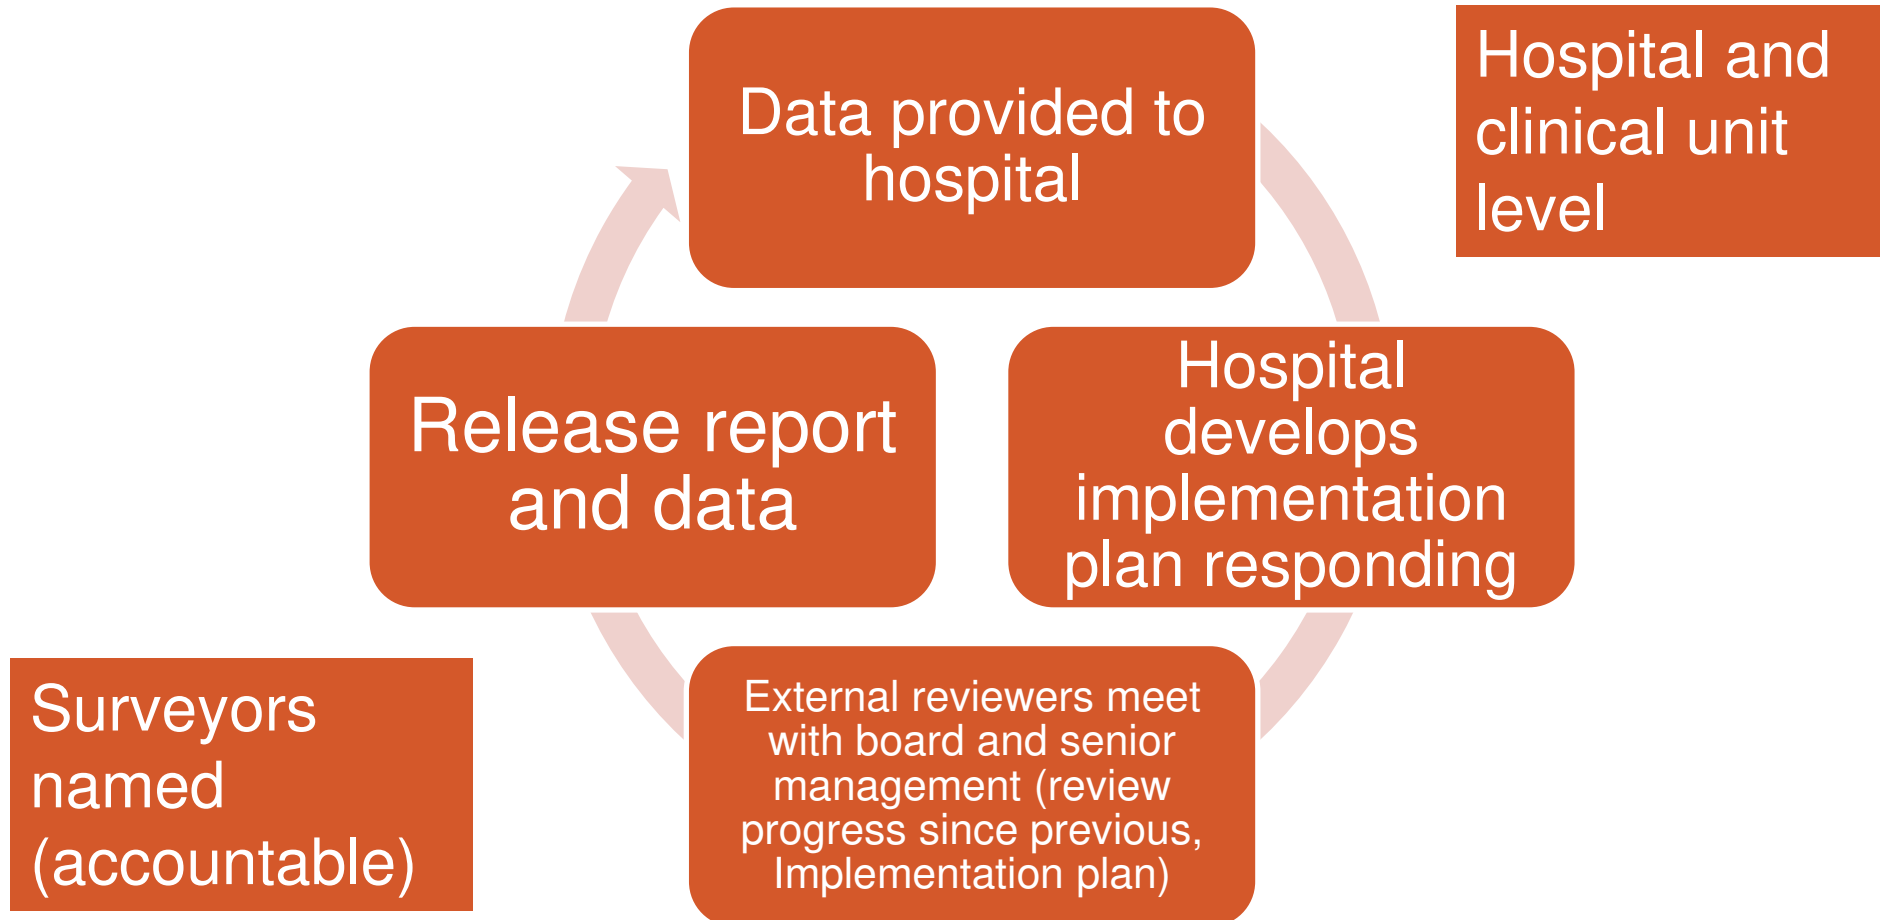 Data provided to
hospital
Hospital and
clinical unit
level
Hospital
develops
implementation
plan responding
External reviewers meet
with board and senior
management (review
progress since previous,
Implementation plan)
Surveyors
named
(accountable)
Release report
and data